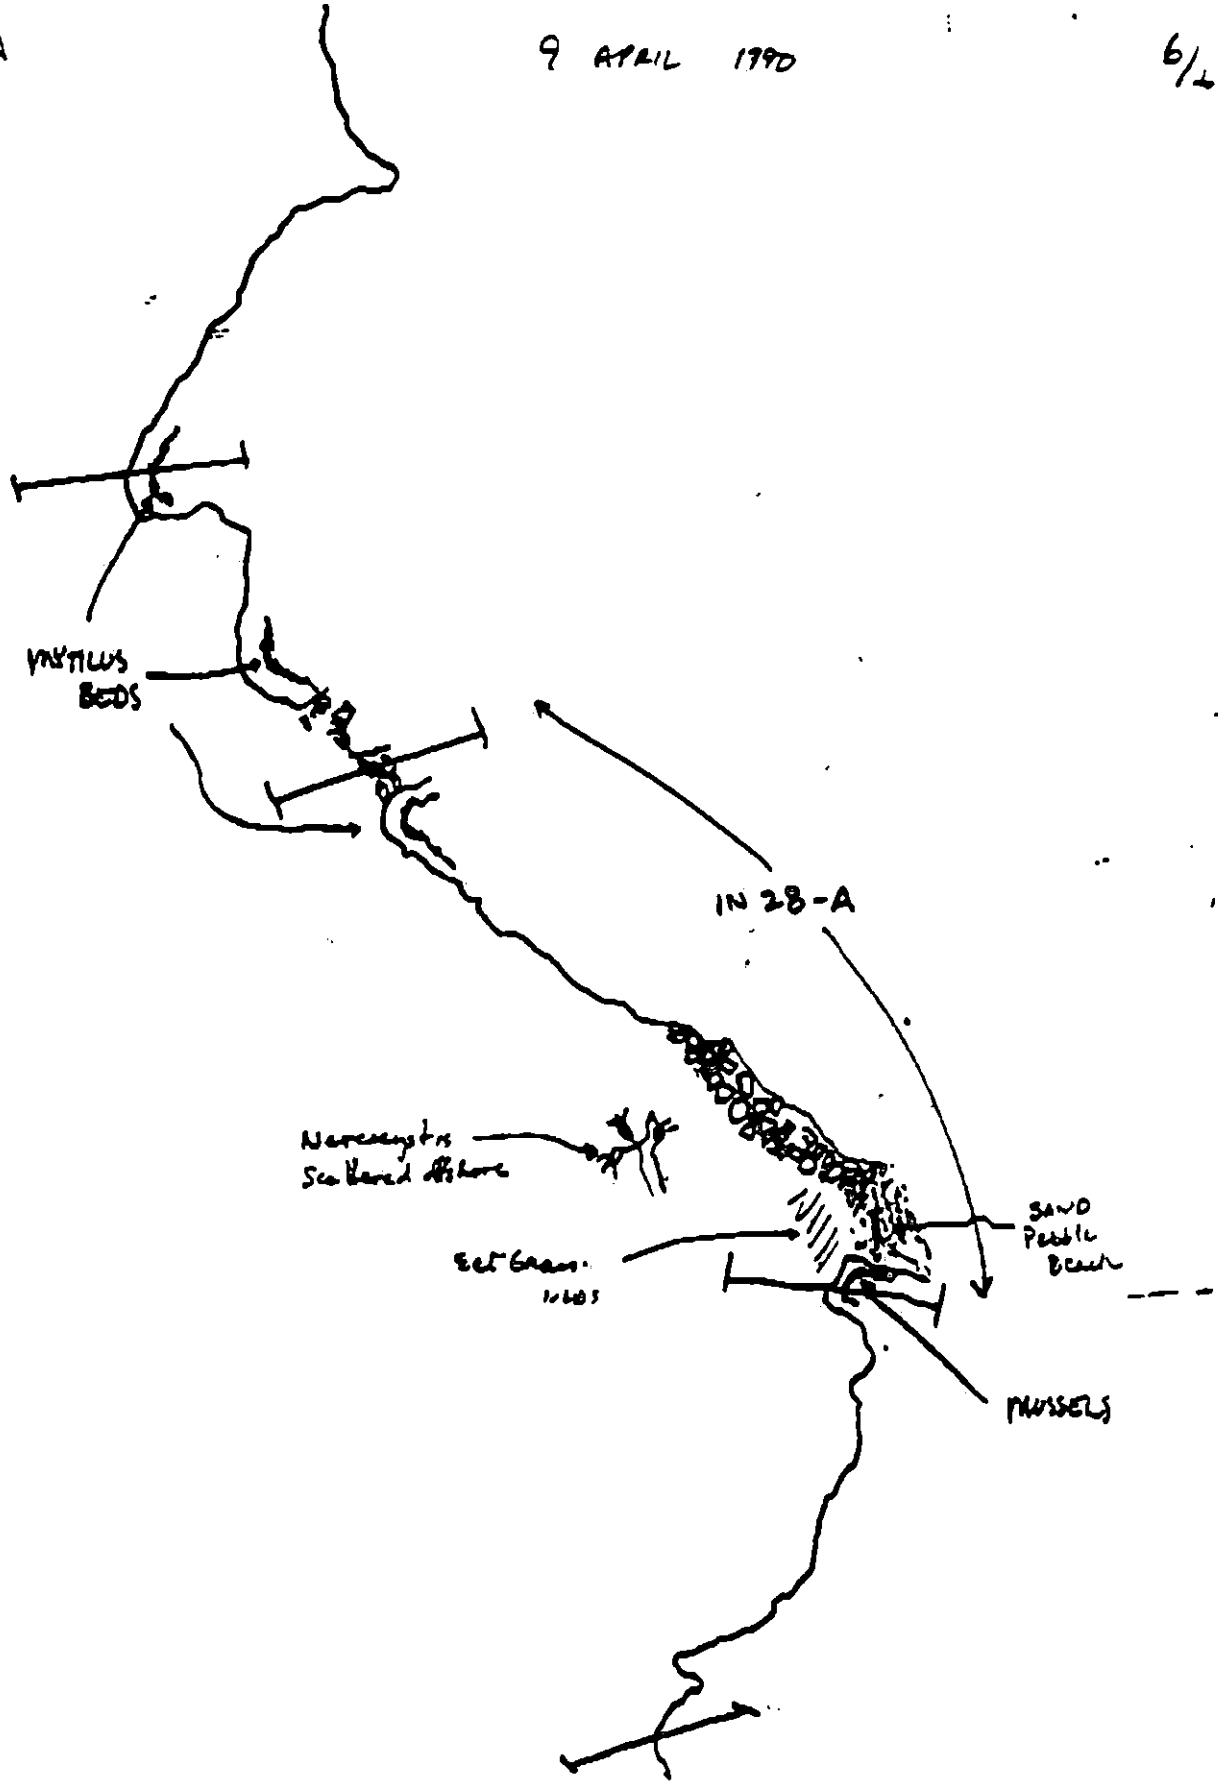 9 APRIL 1990
6/
MYTILUS
BEDS
IN 28-A
Nereocystis
Scattered offshore
Eel Grass
SAND
Pebble
Beach
MUSSELS